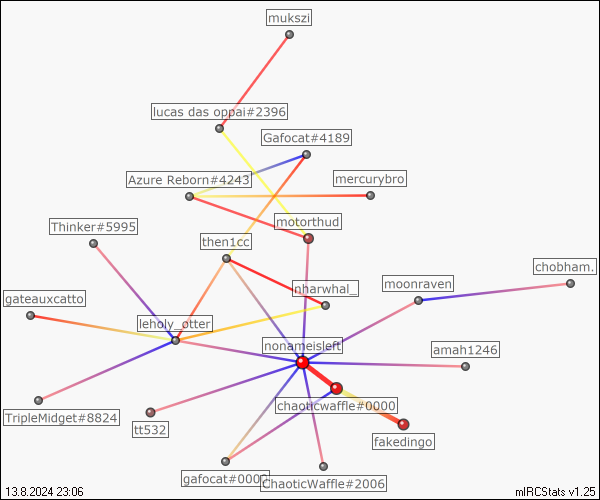 mukszi
lucas das oppai#2396
Gafocat#4189
Azure Reborn#4243
mercurybro
motorthud
Thinker#5995
then1cc
chobham.
moonraven
nharwhal_
gateauxcatto
leholy_otter
nonameisleft
amah1246
chaoticwaffle#0000
TripleMidget#8824
tt532
fakedingo
gafocat#0000
ChaoticWaffle#2006
13.8.2024 23:06
mIRCStats v1.25